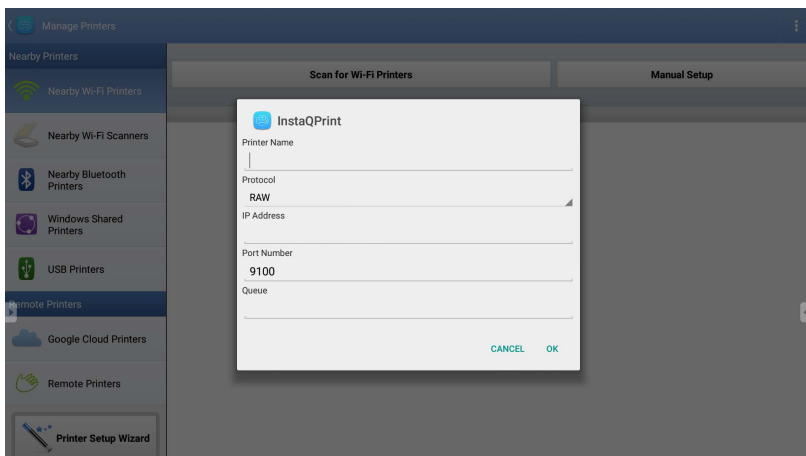 Manage Printers
Nearby Printers
Nearby Wi-Fi Printers
Nearby Wi-Fi Scanners
Nearby Bluetooth
Printers
Windows Shared
Printers
USB Printers
Remote Printers
Google Cloud Printers
Remote Printers
Printer Setup Wizard
Scan for Wi-Fi Printers
Manual Setup
InstaQPrint
Printer Name
Protocol
RAW
IP Address
Port Number
9100
Queue
CANCEL OK